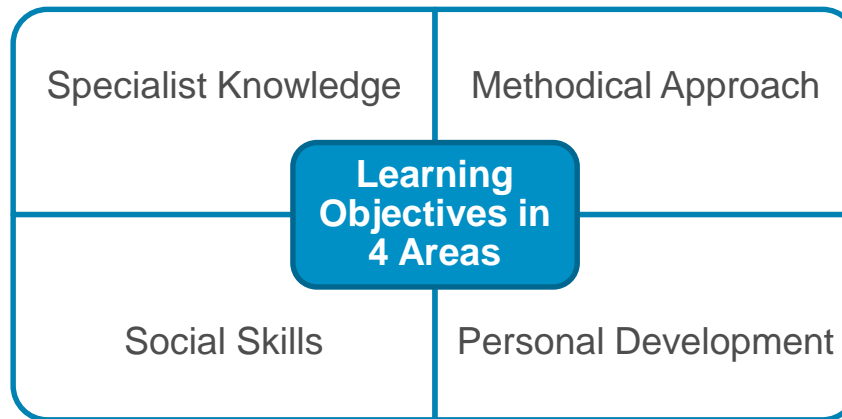 Specialist Knowledge
Methodical Approach
Learning
Objectives in
4 Areas
Social Skills
Personal Development